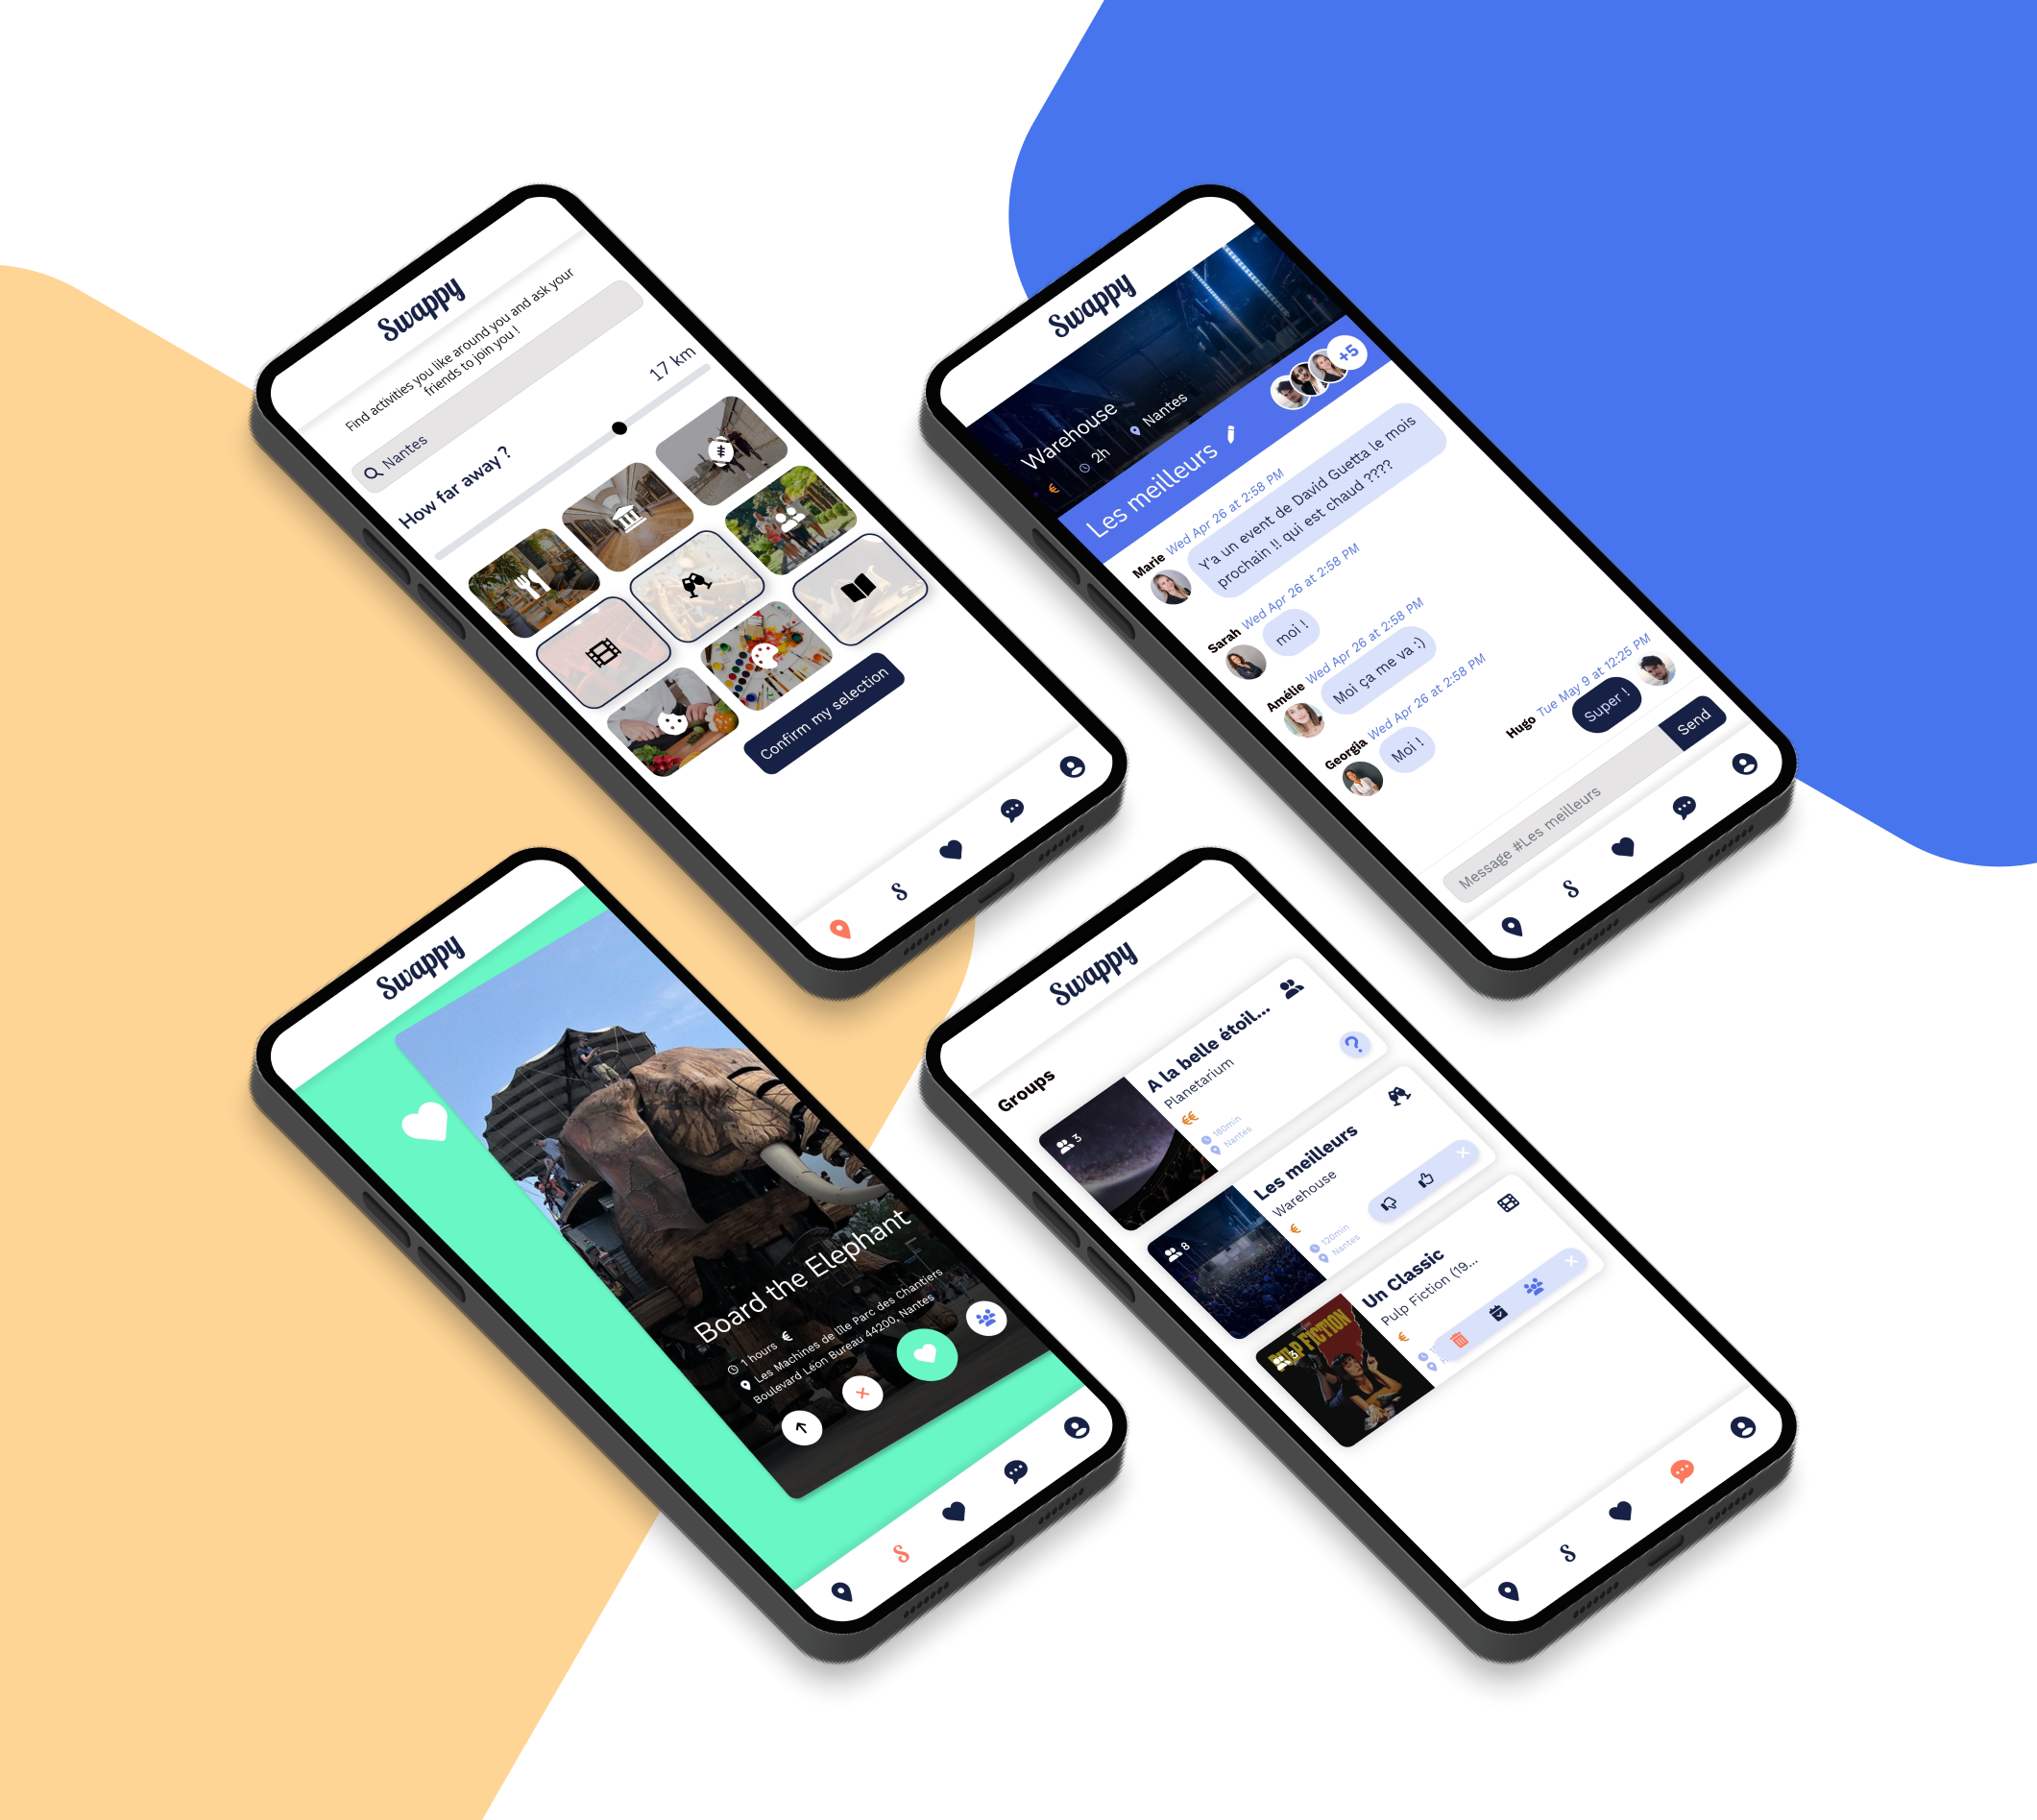 Swappy
Find activities you like around you and ask your
friends to join you !
Nantes
How far away ?
17 km
Confirm my selection
Swappy
Warehouse
2h
Nantes
€
Les meilleurs
+5
Marie Wed Apr 26 at 2:58 PM
Y'a un event de David Guetta le mois
prochain !! qui est chaud ????
Sarah Wed Apr 26 at 2:58 PM
moi !
Amélie Wed Apr 26 at 2:58 PM
Moi ça me va :)
Georgia Wed Apr 26 at 2:58 PM
Moi !
Hugo Tue May 9 at 12:25 PM
Super !
Message #Les meilleurs
Send
S
S
Swappy
Board the Elephant
1 hours €
Les Machines de l'île Parc des Chantiers
Boulevard Léon Bureau 44200, Nantes
S
Swappy
Groups
A la belle étoil...
Planetarium
€€
180min
Nantes
3
?
Les meilleurs
Warehouse
€
120min
Nantes
8
Un Classic
Pulp Fiction (19...
€
PULP FICTION
3
S